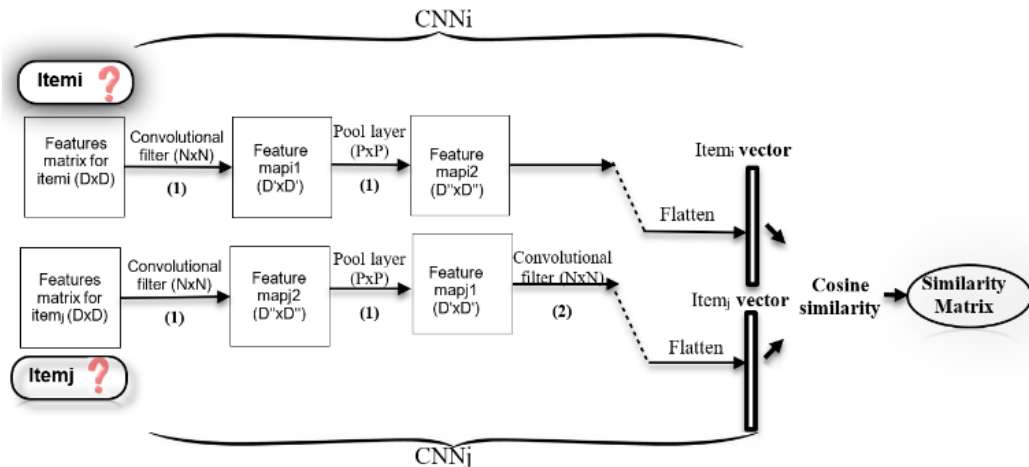 CNNi
Itemi ❓
Features
matrix for
itemi (DxD)
Convolutional
filter (NxN)
(1)
Feature
mapi1
(D'xD')
Pool layer
(PxP)
(1)
Feature
mapi2
(D"xD")
Flatten
Itemi vector
Features
matrix for
itemj (DxD)
Convolutional
filter (NxN)
(1)
Feature
mapj2
(D"xD")
Pool layer
(PxP)
(1)
Feature
mapj1
(D'xD')
Convolutional
filter (NxN)
(2)
Flatten
Itemj vector
Cosine
similarity
Similarity
Matrix
Itemj ❓
CNNj